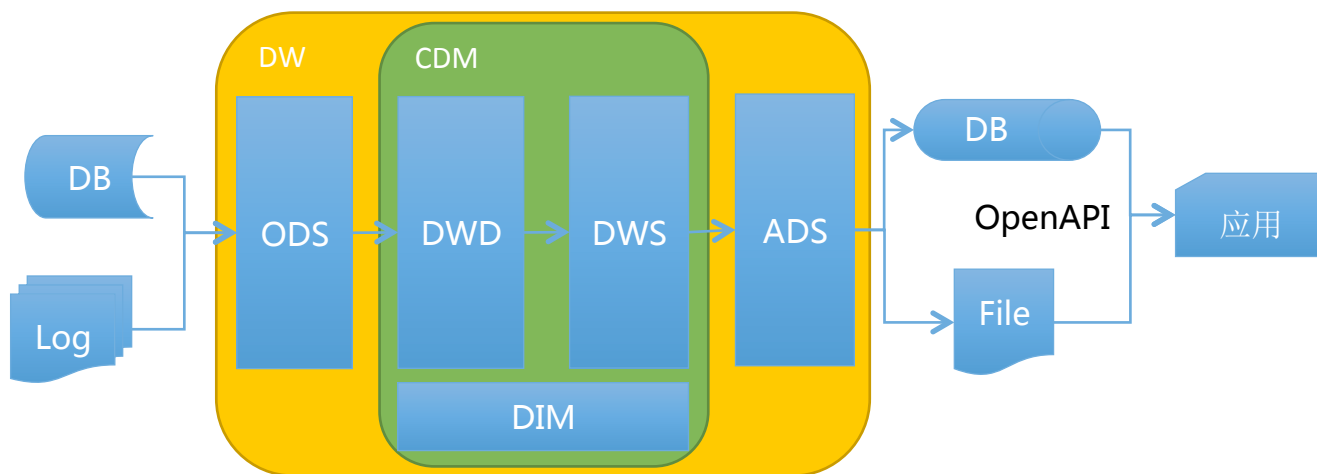 DW
CDM
DB
Log
ODS
DWD
DWS
DIM
ADS
DB
OpenAPI
File
应用